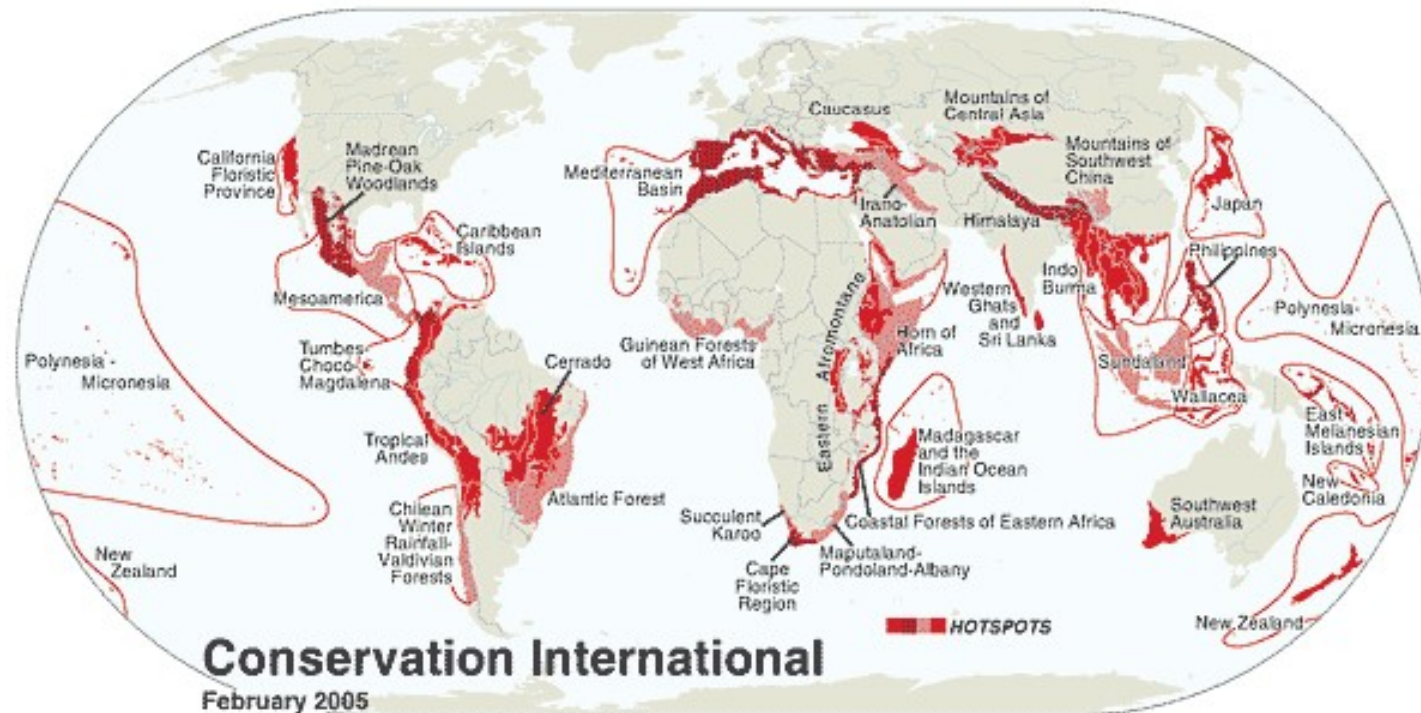 Caucasus
Mountains of
Central Asia
California
Floristic
Province
Madrean
Pine-Oak
Woodlands
Mediterranean
Basin
Mountains of
Southwest
China
Irano-
Anatolian
Himalaya
Japan
Caribbean
Islands
Philippines
Mesoamerica
Western
Ghats
and
Sri Lanka
Indo
Burma
Polynesia-
Micronesia
Polynesia -
Micronesia
Tumbes-
Choco-
Magdalena
Cerrado
Guinean Forests
of West Africa
Eastern Afromontane
Horn of
Africa
Sundaland
Wallacea
East
Melanesian
Islands
Tropical
Andes
Madagascar
and the
Indian Ocean
Islands
New
Caledonia
Atlantic Forest
Chilean
Winter
Rainfall-
Valdivian
Forests
Succulent
Karoo
Coastal Forests of Eastern Africa
Southwest
Australia
New
Zealand
Cape
Floristic
Region
Maputaland-
Pondoland-Albany
New Zealand
HOTSPOTS
Conservation International
February 2005